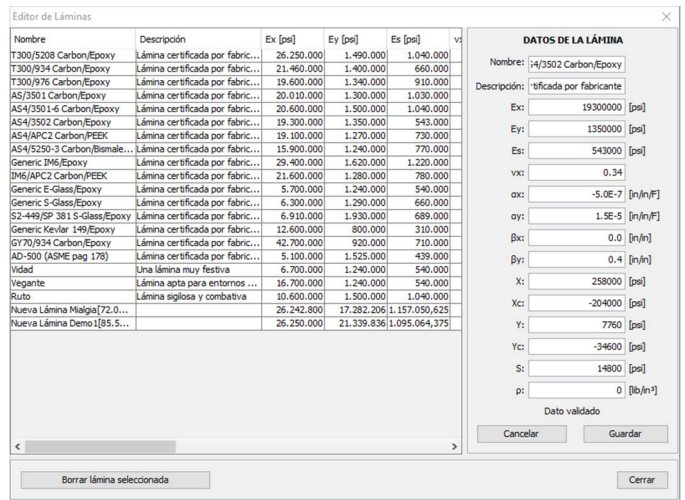 Editor de Láminas
Nombre Descripción Ex [psi] Ey [psi] Es [psi]
T300/5208 Carbon/Epoxy Lámina certificada por fabric... 26.250.000 1.490.000 1.040.000
T300/934 Carbon/Epoxy Lámina certificada por fabric... 21.460.000 1.400.000 660.000
T300/976 Carbon/Epoxy Lámina certificada por fabric... 19.600.000 1.340.000 910.000
AS/3501 Carbon/Epoxy Lámina certificada por fabric... 20.010.000 1.300.000 1.030.000
AS4/3501-6 Carbon/Epoxy Lámina certificada por fabric... 20.600.000 1.500.000 1.040.000
AS4/3502 Carbon/Epoxy Lámina certificada por fabric... 19.300.000 1.350.000 543.000
AS4/APC2 Carbon/PEEK Lámina certificada por fabric... 19.100.000 1.270.000 730.000
AS4/5250-3 Carbon/Bismale... Lámina certificada por fabric... 15.900.000 1.240.000 770.000
Generic IM6/Epoxy Lámina certificada por fabric... 29.400.000 1.620.000 1.220.000
IM6/APC2 Carbon/PEEK Lámina certificada por fabric... 21.600.000 1.280.000 780.000
Generic E-Glass/Epoxy Lámina certificada por fabric... 5.700.000 1.240.000 540.000
Generic S-Glass/Epoxy Lámina certificada por fabric... 6.300.000 1.290.000 660.000
S2-449/SP 381 S-Glass/Epoxy Lámina certificada por fabric... 6.910.000 1.930.000 689.000
Generic Kevlar 149/Epoxy Lámina certificada por fabric... 12.600.000 800.000 310.000
GY70/934 Carbon/Epoxy Lámina certificada por fabric... 42.700.000 920.000 710.000
AD-500 (ASME pag 178) Lámina certificada por fabric... 5.100.000 1.525.000 439.000
Vidad Una lámina muy festiva 6.700.000 1.240.000 540.000
Vegante Lámina apta para entornos ... 16.700.000 1.240.000 540.000
Ruto Lámina sigilosa y combativa 10.600.000 1.500.000 1.040.000
Nueva Lámina Mialgia[72.0... 26.242.800 17.282.206 1.157.050,625
Nueva Lámina Demo1[85.5... 26.250.000 21.339.836 1.095.064,375
Borrar lámina seleccionada
DATOS DE LA LÁMINA
Nombre: 4/3502 Carbon/Epoxy
Descripción: tificada por fabricante
Ex: 19300000 [psi]
Ey: 1350000 [psi]
Es: 543000 [psi]
νx: 0.34
αx: -5.0E-7 [in/in/F]
αy: 1.5E-5 [in/in/F]
βx: 0.0 [in/in]
βy: 0.4 [in/in]
X: 258000 [psi]
Xc: -204000 [psi]
Y: 7760 [psi]
Yc: -34600 [psi]
S: 14800 [psi]
ρ: 0 [lib/in³]
Dato validado
Cancelar Guardar
Cerrar